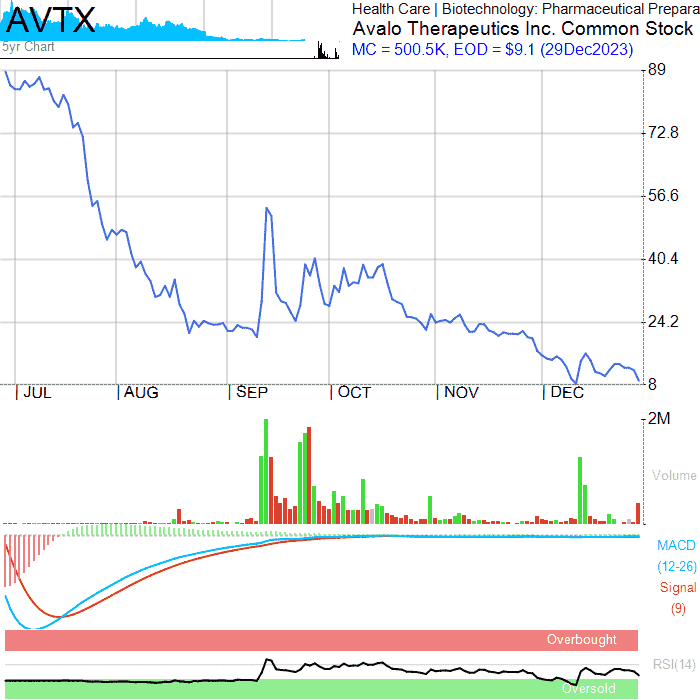 AVTX
5yr Chart
Health Care | Biotechnology: Pharmaceutical Prepara
Avalo Therapeutics Inc. Common Stock
MC = 500.5K, EOD = $9.1 (29Dec2023)
89
72.8
56.6
40.4
24.2
8
JUL AUG SEP OCT NOV DEC
2M
Volume
MACD
(12-26)
Signal
(9)
Overbought
RSI(14)
Oversold